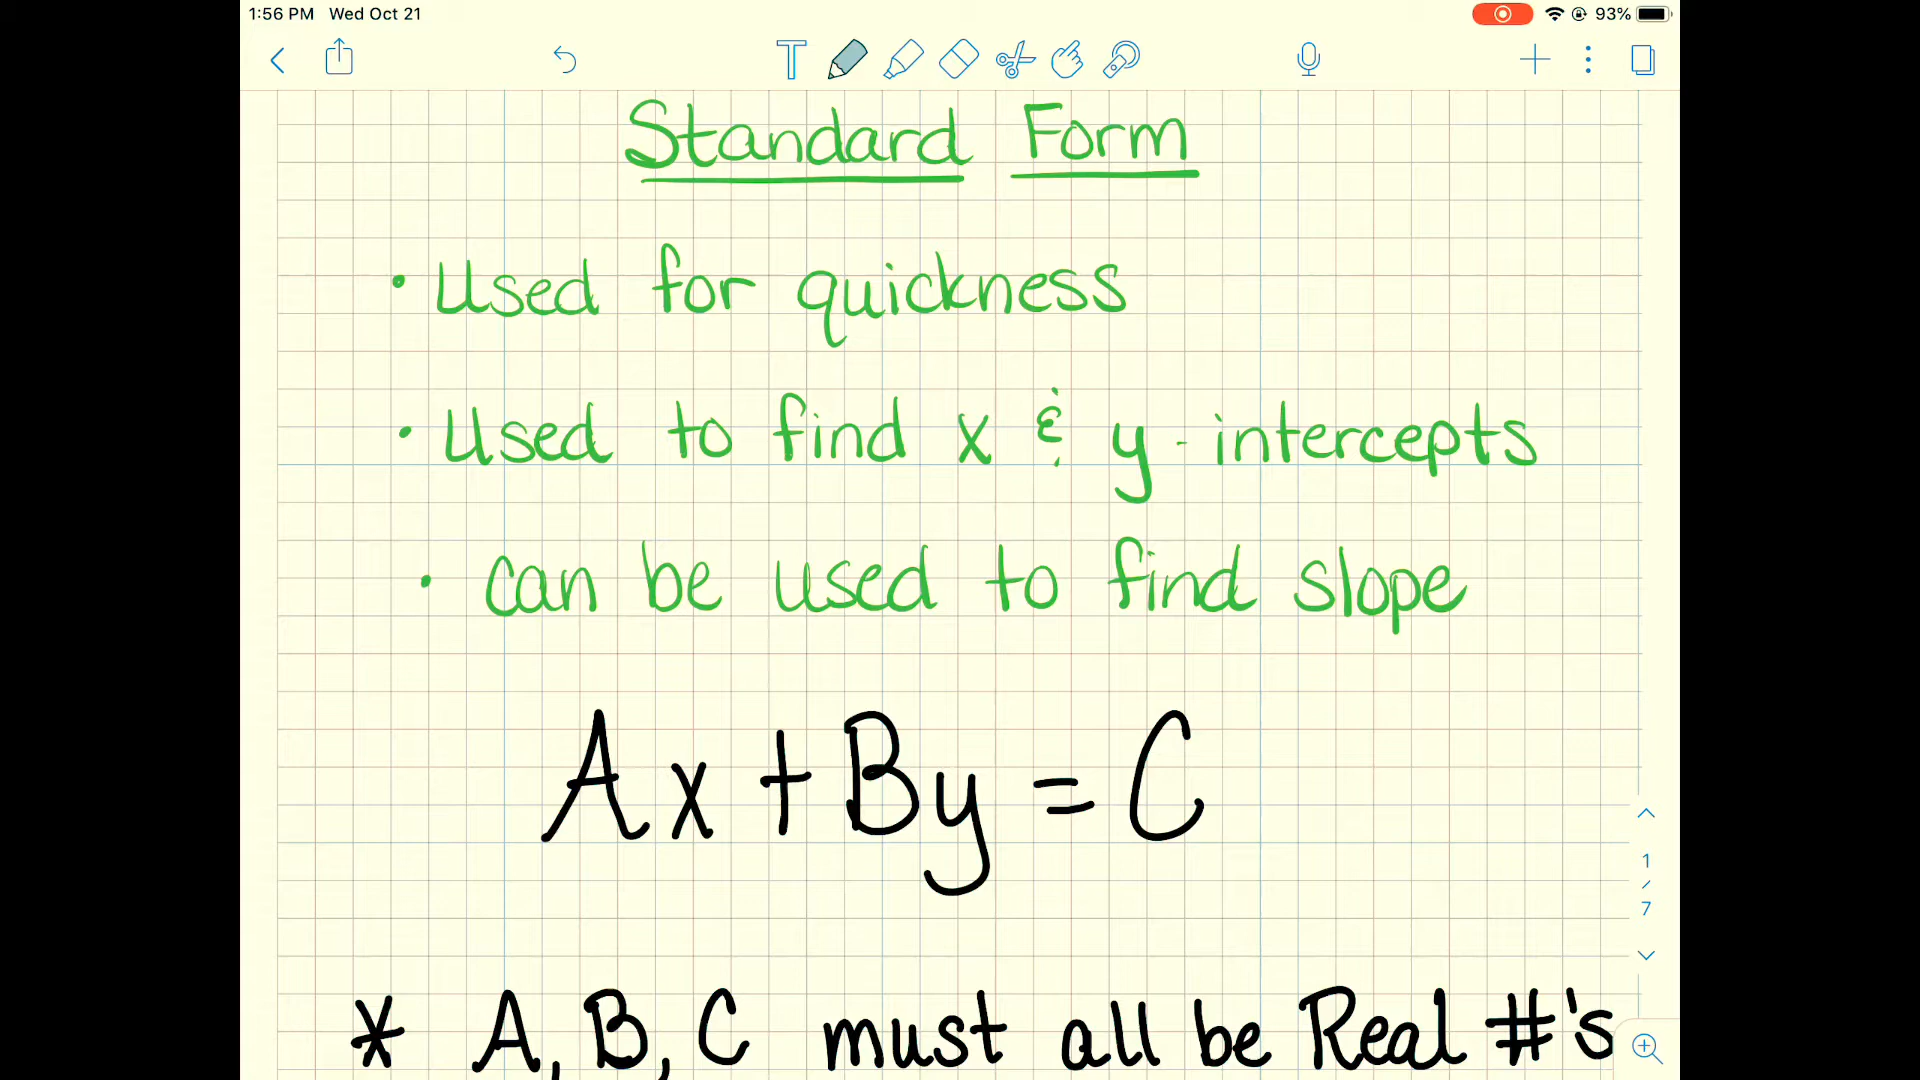 1:56 PM Wed Oct 21 93%
T
Standard Form
• Used for quickness
• Used to find x & y-intercepts
• can be used to find slope
Ax + By = C
1
/
7
* A, B, C must all be Real #'s